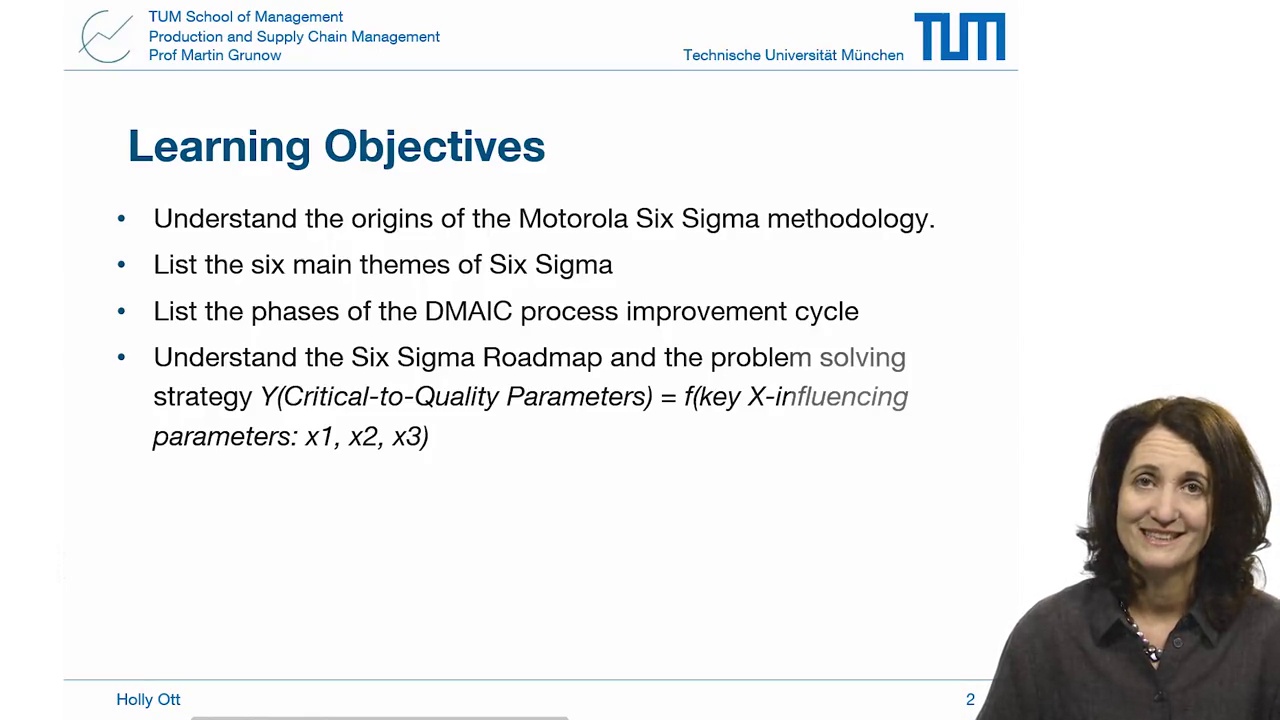 TUM School of Management
Production and Supply Chain Management
Prof Martin Grunow
Technische Universität München
TUM
Learning Objectives
• Understand the origins of the Motorola Six Sigma methodology.
• List the six main themes of Six Sigma
• List the phases of the DMAIC process improvement cycle
• Understand the Six Sigma Roadmap and the problem solving
strategy Y(Critical-to-Quality Parameters) = f(key X-influencing
parameters: x1, x2, x3)
Holly Ott
2